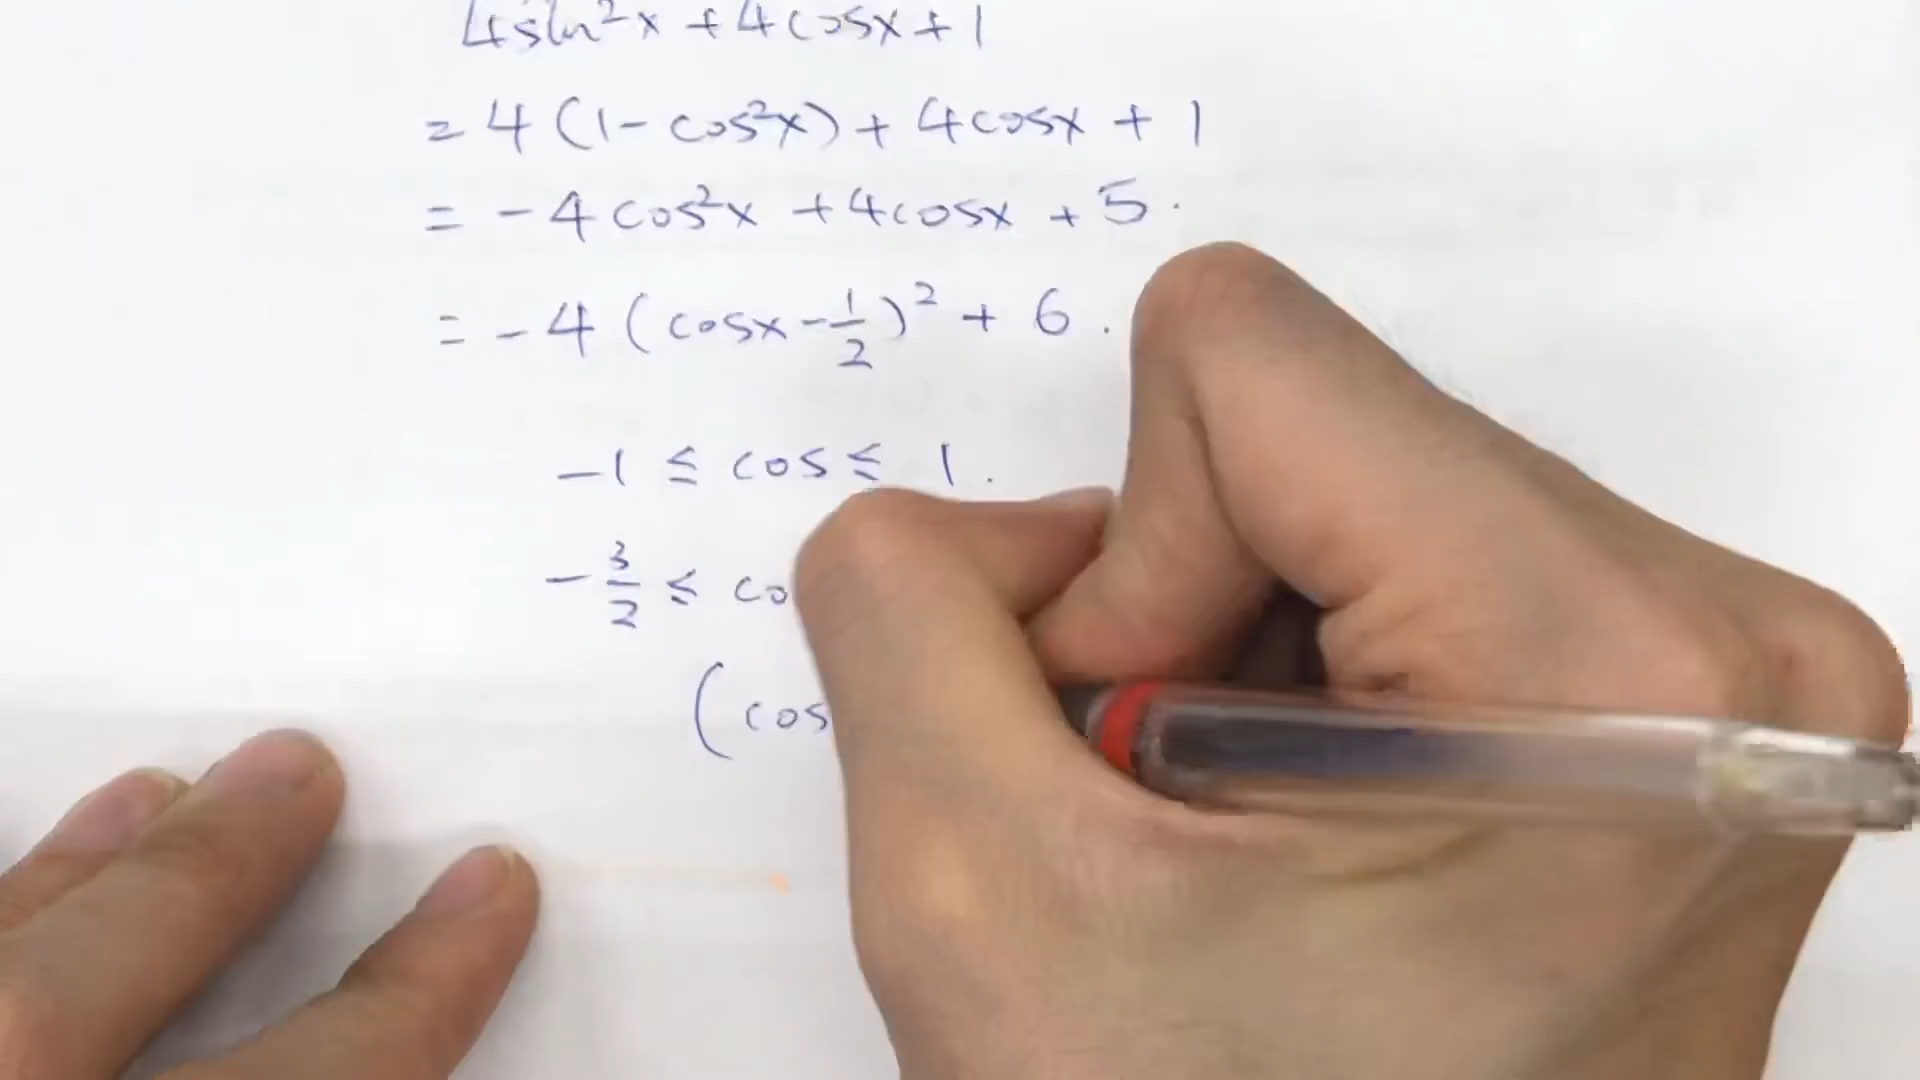 4sin²x + 4cosx + 1
= 4(1 - cos²x) + 4cosx + 1
= -4cos²x + 4cosx + 5.
= -4(cosx - 1/2)² + 6.
-1 ≤ cos ≤ 1.
-3/2 ≤ co
(cos